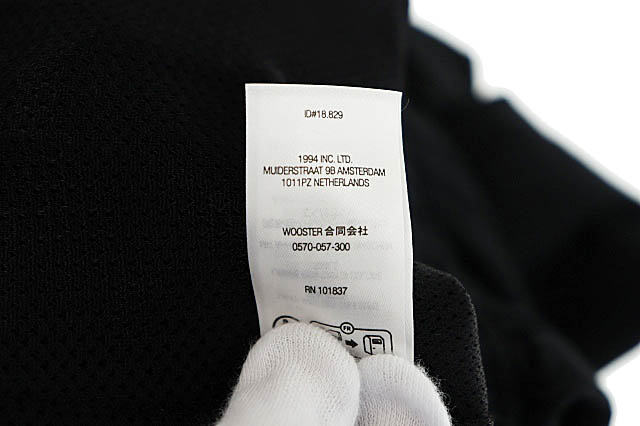 ID#18.829
1994 INC. LTD.
MUIDERSTRAAT 9B AMSTERDAM
1011PZ NETHERLANDS
WOOSTER 合同会社
0570-057-300
RN 101837
FR